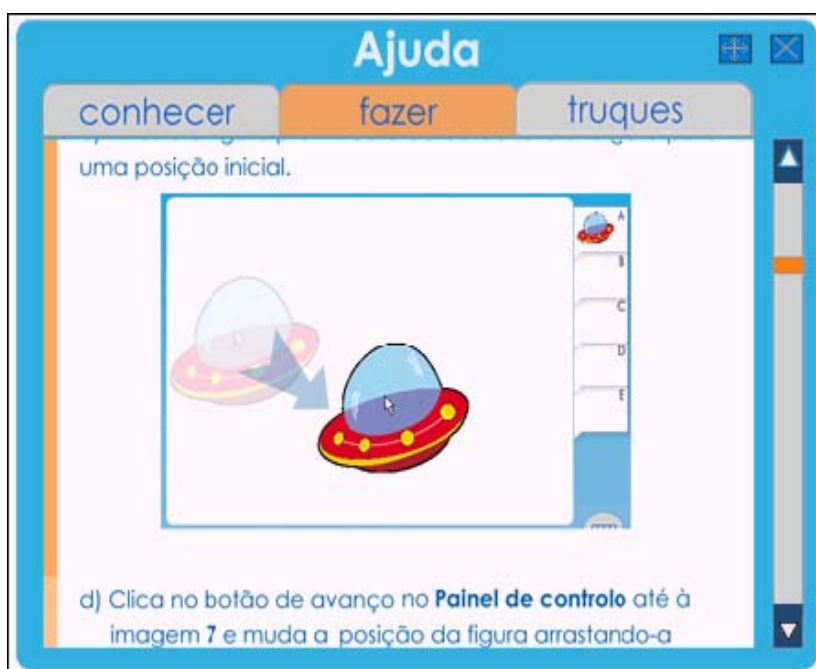 Ajuda
conhecer
fazer
truques
uma posição inicial.
A
B
C
D
E
d) Clica no botão de avanço no Painel de controlo até à
imagem 7 e muda a posição da figura arrastando-a